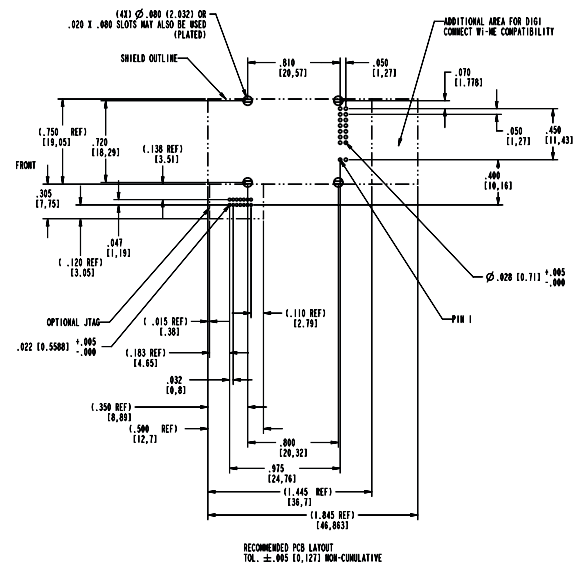 (4X) Ø.080 (2.032) OR
.020 X .080 SLOTS MAY ALSO BE USED
(PLATED)
ADDITIONAL AREA FOR DIGI
CONNECT Wi-ME COMPATIBILITY
SHIELD OUTLINE
.810
[20,57]
.050
[1,27]
.070
[1.778]
(.750 REF)
[19,05]
.720
[18,29]
(.138 REF)
[3.51]
.050
[1,27]
.450
[11,43]
FRONT
.305
[7,75]
.400
[10,16]
.047
[1,19]
(.120 REF)
[3.05]
Ø.028 [0.71] +.005
-.000
OPTIONAL JTAG
(.015 REF)
[.38]
(.110 REF)
[2.79]
PIN 1
.022 [0.5588] +.005
-.000
(.183 REF)
[4.65]
.032
[0,8]
(.350 REF)
[8,89]
(.500 REF)
[12,7]
.800
[20,32]
.975
[24,76]
(1.445 REF)
[36,7]
(1.845 REF)
[46,863]
RECOMMENDED PCB LAYOUT
TOL. ±.005 [0,127] NON-CUMULATIVE